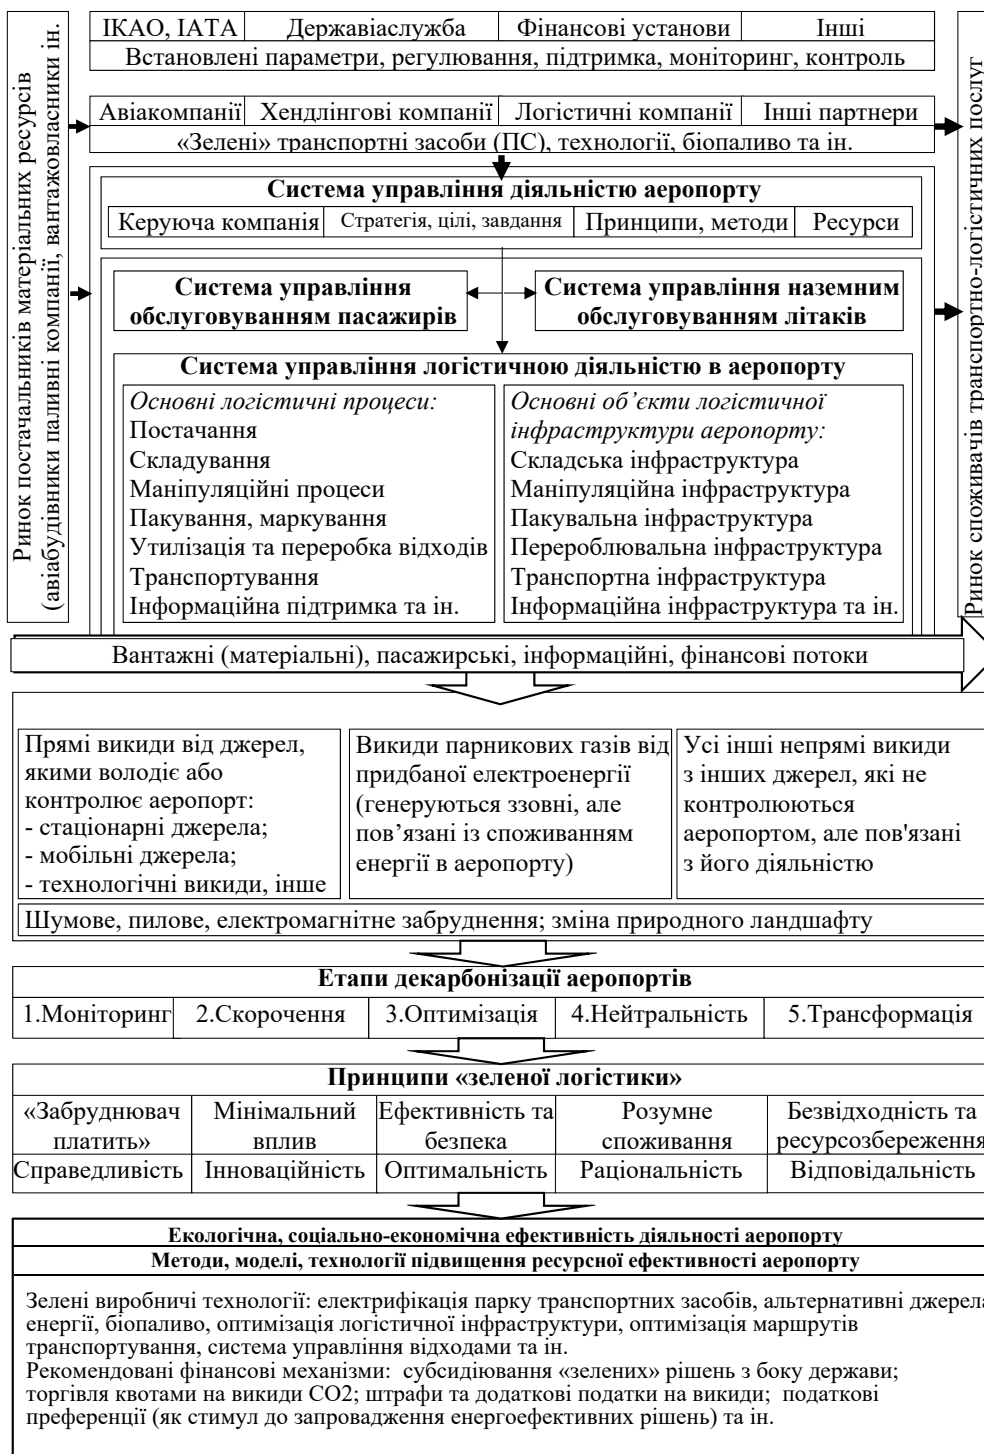 Ринок постачальників матеріальних ресурсів
(авіабудівники паливні компанії, вантажовласники ін.
ІКАО, ІАТА Державіаслужба Фінансові установи Інші
Встановлені параметри, регулювання, підтримка, моніторинг, контроль
Авіакомпанії Хендлінгові компанії Логістичні компанії Інші партнери
«Зелені» транспортні засоби (ПС), технології, біопаливо та ін.
Система управління діяльністю аеропорту
Керуюча компанія Стратегія, цілі, завдання Принципи, методи Ресурси
Система управління
обслуговуванням пасажирів
Система управління наземним
обслуговуванням літаків
Система управління логістичною діяльністю в аеропорту
Основні логістичні процеси:
Постачання
Складування
Маніпуляційні процеси
Пакування, маркування
Утилізація та переробка відходів
Транспортування
Інформаційна підтримка та ін.
Основні об’єкти логістичної
інфраструктури аеропорту:
Складська інфраструктура
Маніпуляційна інфраструктура
Пакувальна інфраструктура
Перероблювальна інфраструктура
Транспортна інфраструктура
Інформаційна інфраструктура та ін.
Ринок споживачів транспортно-логістичних послуг
Вантажні (матеріальні), пасажирські, інформаційні, фінансові потоки
Прямі викиди від джерел,
якими володіє або
контролює аеропорт:
- стаціонарні джерела;
- мобільні джерела;
- технологічні викиди, інше
Викиди парникових газів від
придбаної електроенергії
(генеруються ззовні, але
пов’язані із споживанням
енергії в аеропорту)
Усі інші непрямі викиди
з інших джерел, які не
контролюються
аеропортом, але пов'язані
з його діяльністю
Шумове, пилове, електромагнітне забруднення; зміна природного ландшафту
Етапи декарбонізації аеропортів
1.Моніторинг 2.Скорочення 3.Оптимізація 4.Нейтральність 5.Трансформація
Принципи «зеленої логістики»
«Забруднювач
платить»
Мінімальний
вплив
Ефективність та
безпека
Розумне
споживання
Безвідходність та
ресурсозбереження
Справедливість Інноваційність Оптимальність Раціональність Відповідальність
Екологічна, соціально-економічна ефективність діяльності аеропорту
Методи, моделі, технології підвищення ресурсної ефективності аеропорту
Зелені виробничі технології: електрифікація парку транспортних засобів, альтернативні джерела
енергії, біопаливо, оптимізація логістичної інфраструктури, оптимізація маршрутів
транспортування, система управління відходами та ін.
Рекомендовані фінансові механізми: субсидіювання «зелених» рішень з боку держави;
торгівля квотами на викиди СО2; штрафи та додаткові податки на викиди; податкові
преференції (як стимул до запровадження енергоефективних рішень) та ін.